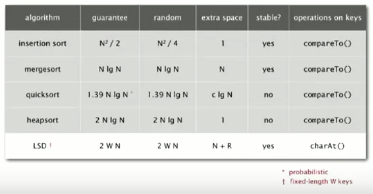 algorithm guarantee random extra space stable? operations on keys
insertion sort N² / 2 N² / 4 1 yes compareTo()
mergesort N lg N N lg N N yes compareTo()
quicksort 1.39 N lg N * 1.39 N lg N c lg N no compareTo()
heapsort 2 N lg N 2 N lg N 1 no compareTo()
LSD † 2 W N 2 W N N + R yes charAt()
* probabilistic
† fixed-length W keys